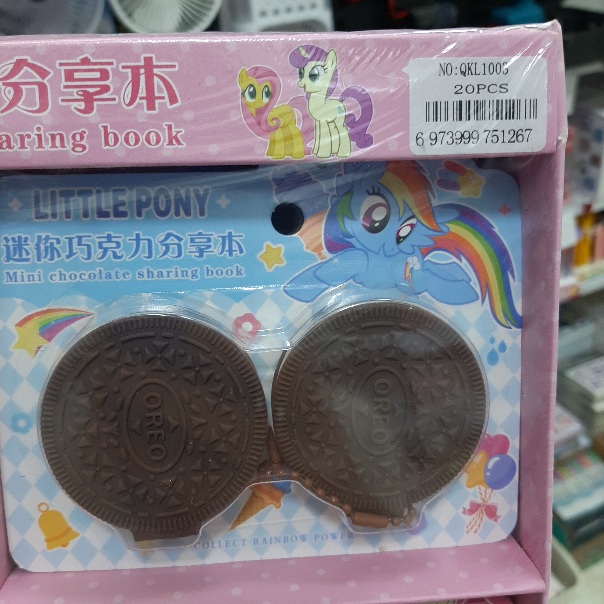 分享本
aring book
NO:QKL1003
20PCS
6 973999 751267
LITTLE PONY
迷你巧克力分享本
Mini chocolate sharing book
OREO
OREO
COLLECT RAINBOW POWER